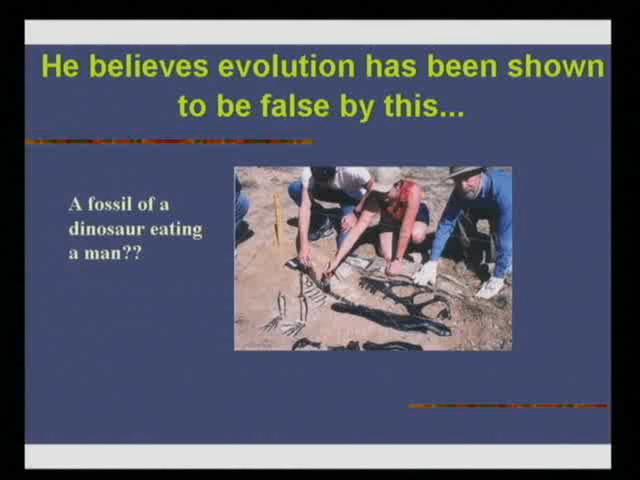 He believes evolution has been shown
to be false by this...
A fossil of a
dinosaur eating
a man??